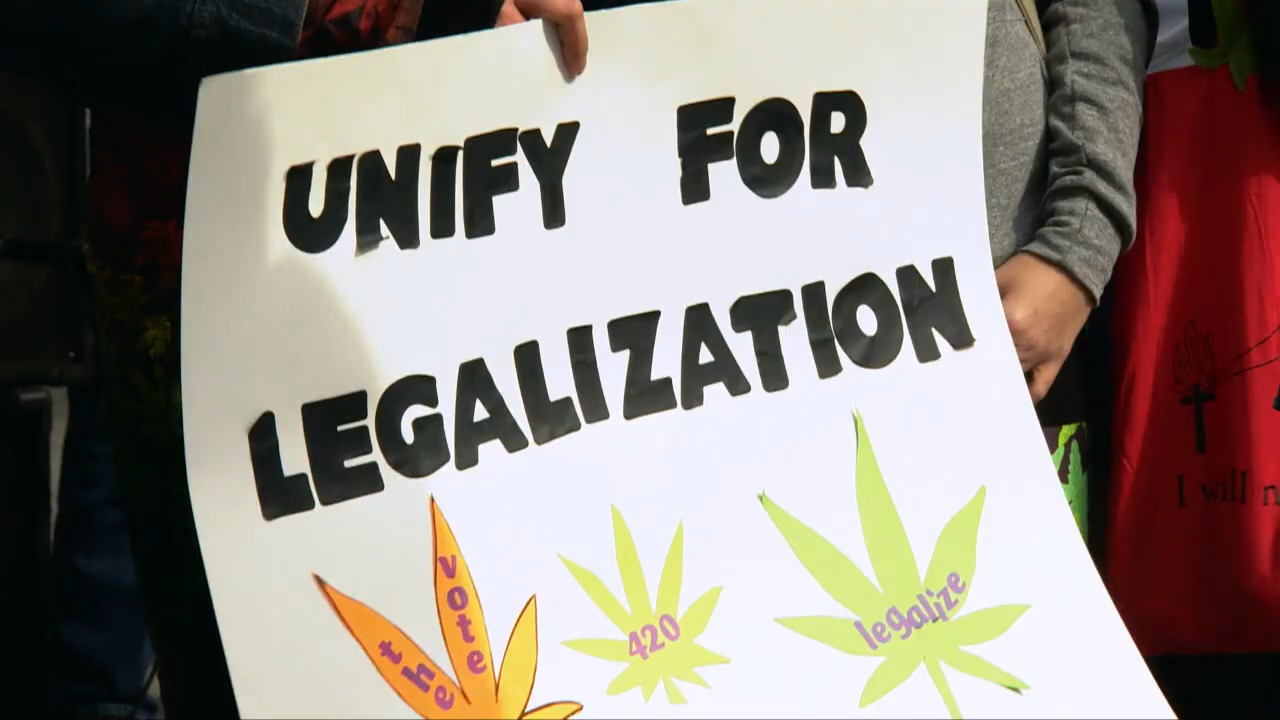 UNIFY FOR
LEGALIZATION
the vote
420
legalize
I will